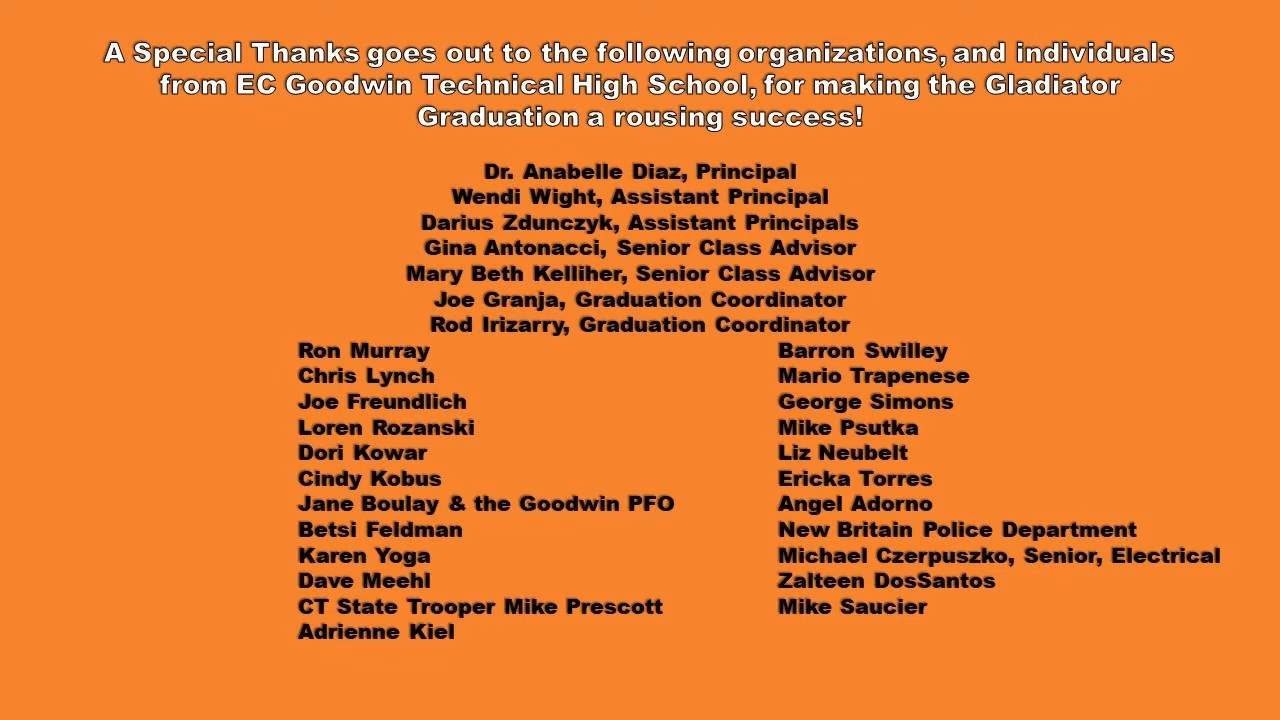 A Special Thanks goes out to the following organizations, and individuals
from EC Goodwin Technical High School, for making the Gladiator
Graduation a rousing success!
Dr. Anabelle Diaz, Principal
Wendi Wight, Assistant Principal
Darius Zdunczyk, Assistant Principals
Gina Antonacci, Senior Class Advisor
Mary Beth Kelliher, Senior Class Advisor
Joe Granja, Graduation Coordinator
Rod Irizarry, Graduation Coordinator
Ron Murray
Chris Lynch
Joe Freundlich
Loren Rozanski
Dori Kowar
Cindy Kobus
Jane Boulay & the Goodwin PFO
Betsi Feldman
Karen Yoga
Dave Meehl
CT State Trooper Mike Prescott
Adrienne Kiel
Barron Swilley
Mario Trapenese
George Simons
Mike Psutka
Liz Neubelt
Ericka Torres
Angel Adorno
New Britain Police Department
Michael Czerpuszko, Senior, Electrical
Zalteen DosSantos
Mike Saucier